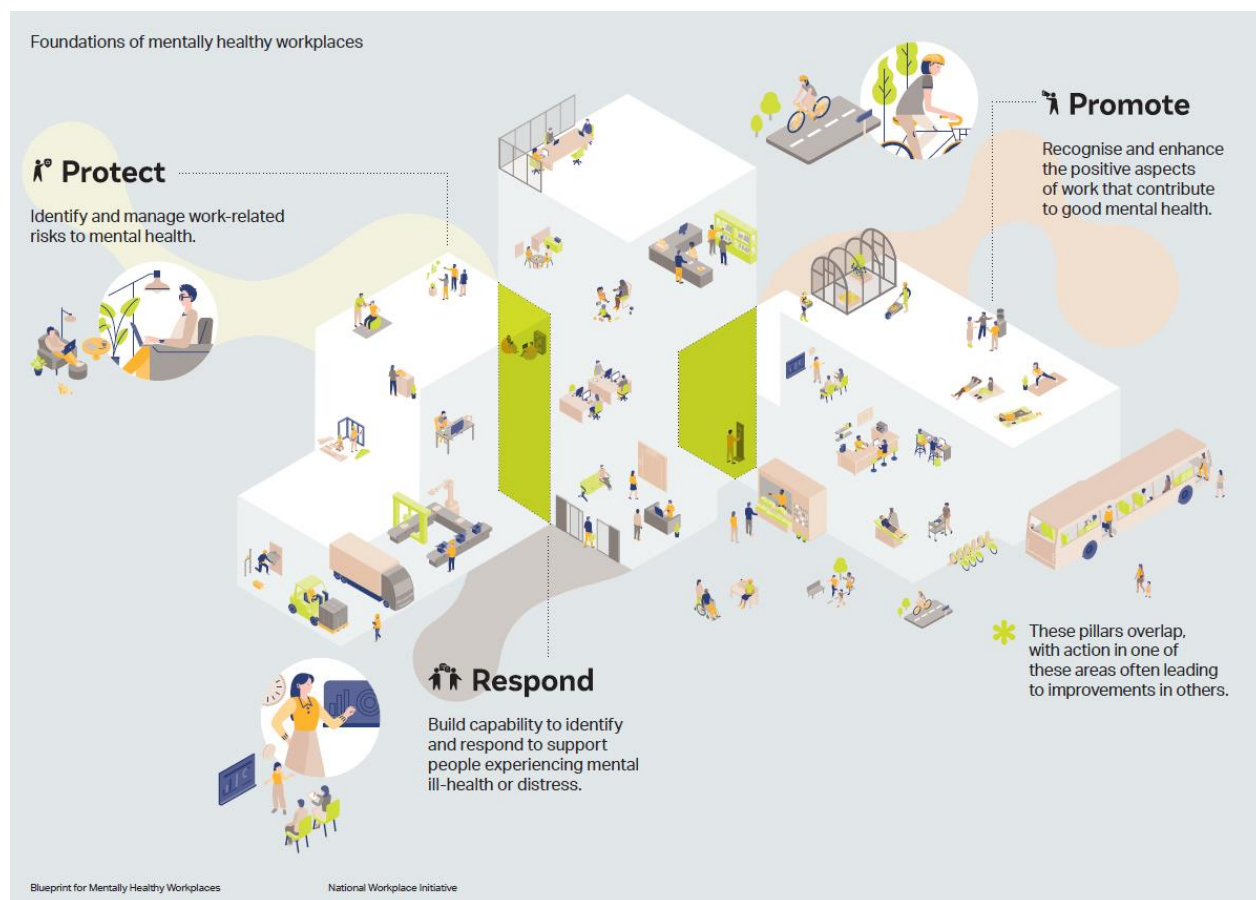 Foundations of mentally healthy workplaces
Protect
Identify and manage work-related
risks to mental health.
Promote
Recognise and enhance
the positive aspects
of work that contribute
to good mental health.
Respond
Build capability to identify
and respond to support
people experiencing mental
ill-health or distress.
These pillars overlap,
with action in one of
these areas often leading
to improvements in others.
Blueprint for Mentally Healthy Workplaces
National Workplace Initiative